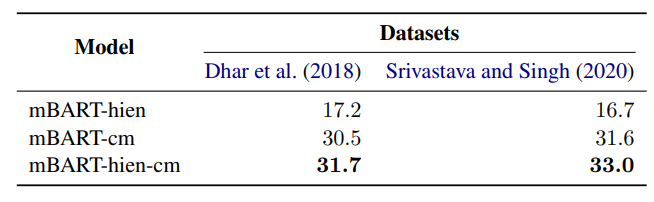 Model Datasets
Dhar et al. (2018) Srivastava and Singh (2020)
mBART-hien 17.2 16.7
mBART-cm 30.5 31.6
mBART-hien-cm 31.7 33.0